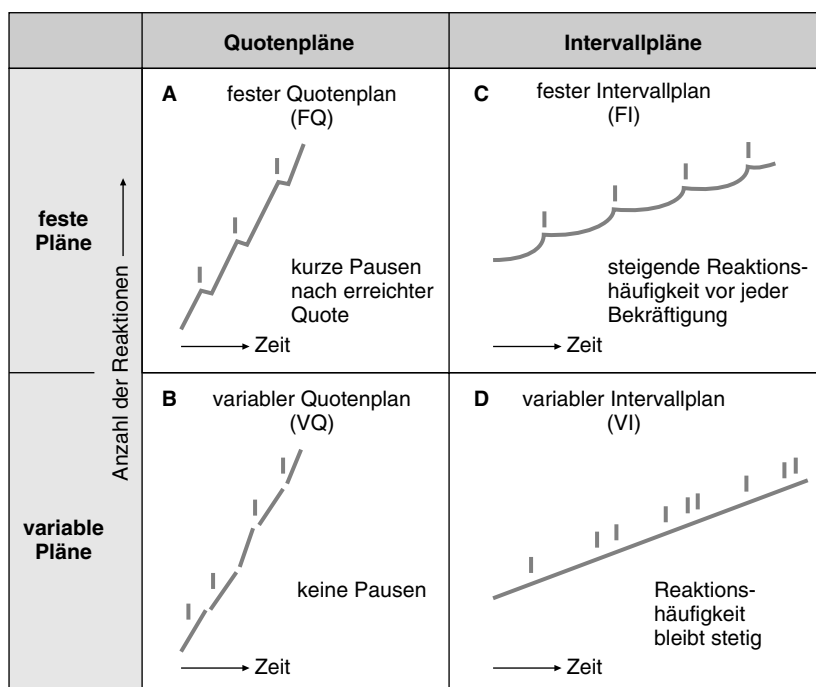 Quotenpläne
Intervallpläne
feste
Pläne
Anzahl der Reaktionen
A fester Quotenplan
(FQ)
kurze Pausen
nach erreichter
Quote
Zeit
C fester Intervallplan
(FI)
steigende Reaktions-
häufigkeit vor jeder
Bekräftigung
Zeit
variable
Pläne
B variabler Quotenplan
(VQ)
keine Pausen
Zeit
D variabler Intervallplan
(VI)
Reaktions-
häufigkeit
bleibt stetig
Zeit